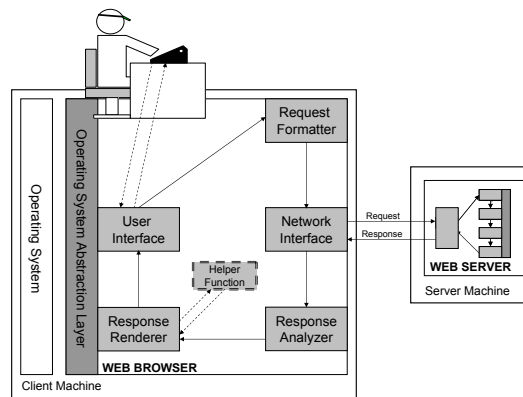 Request
Formatter
Operating System
Operating System Abstraction Layer
User
Interface
Network
Interface
Request
Response
Helper
Function
Response
Renderer
Response
Analyzer
WEB BROWSER
Client Machine
WEB SERVER
Server Machine